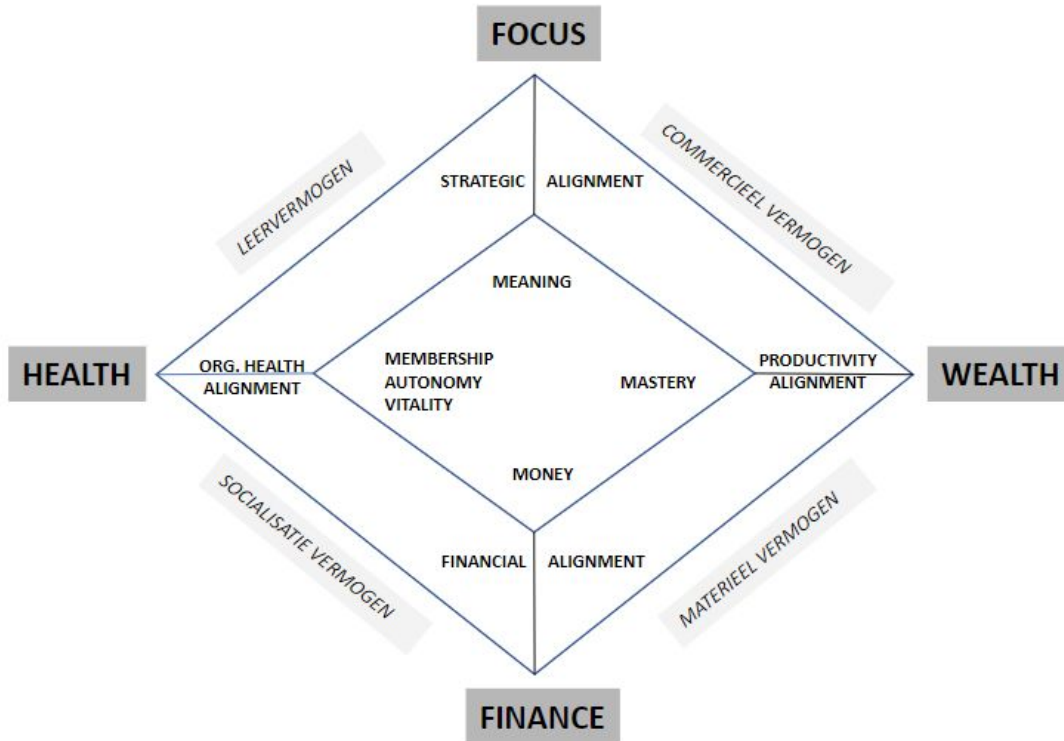 FOCUS
LEERVERMOGEN
COMMERCIEEL VERMOGEN
STRATEGIC ALIGNMENT
MEANING
HEALTH
ORG. HEALTH
ALIGNMENT
MEMBERSHIP
AUTONOMY
VITALITY
MASTERY
PRODUCTIVITY
ALIGNMENT
WEALTH
MONEY
SOCIALISATIE VERMOGEN
MATERIEEL VERMOGEN
FINANCIAL ALIGNMENT
FINANCE